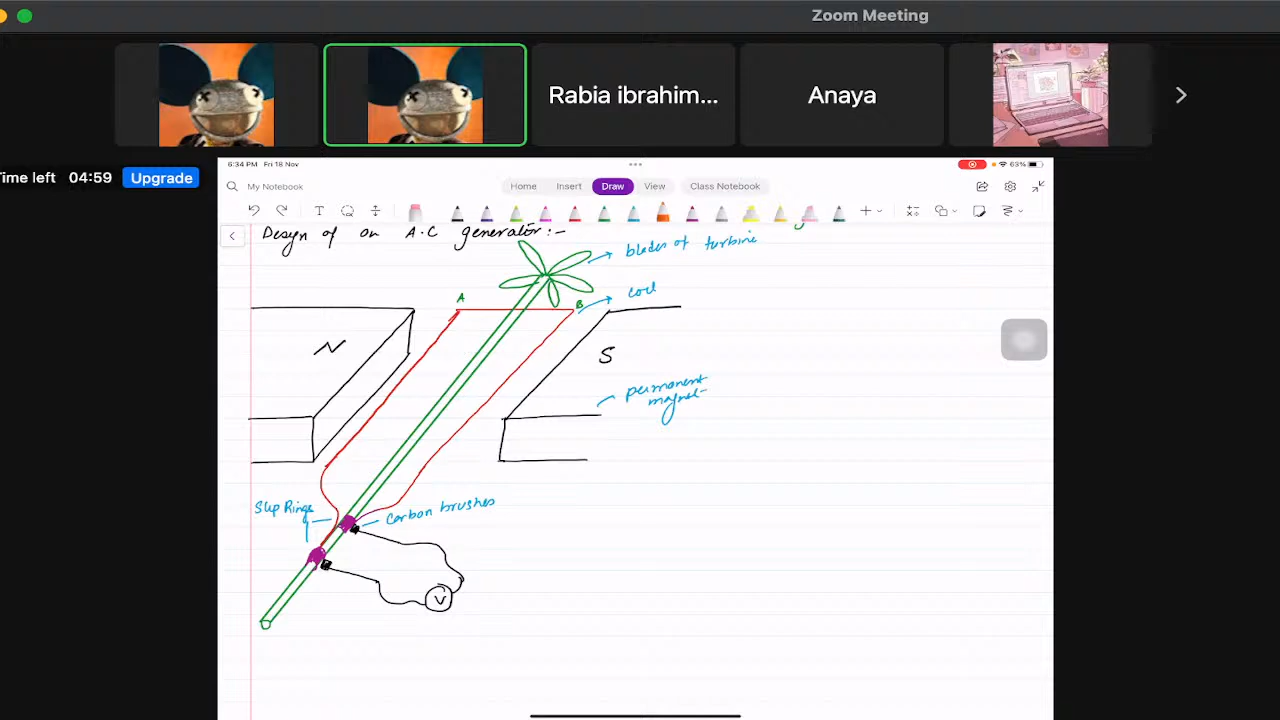 Zoom Meeting
Rabia ibrahim...
Anaya
ime left 04:59 Upgrade
6:34 PM Fri 18 Nov
63%
My Notebook
Home Insert Draw View Class Notebook
Design of an A.C generator:-
blades of turbine
A
B
coil
N
S
permanent
magnet
Slip Rings
Carbon brushes
V